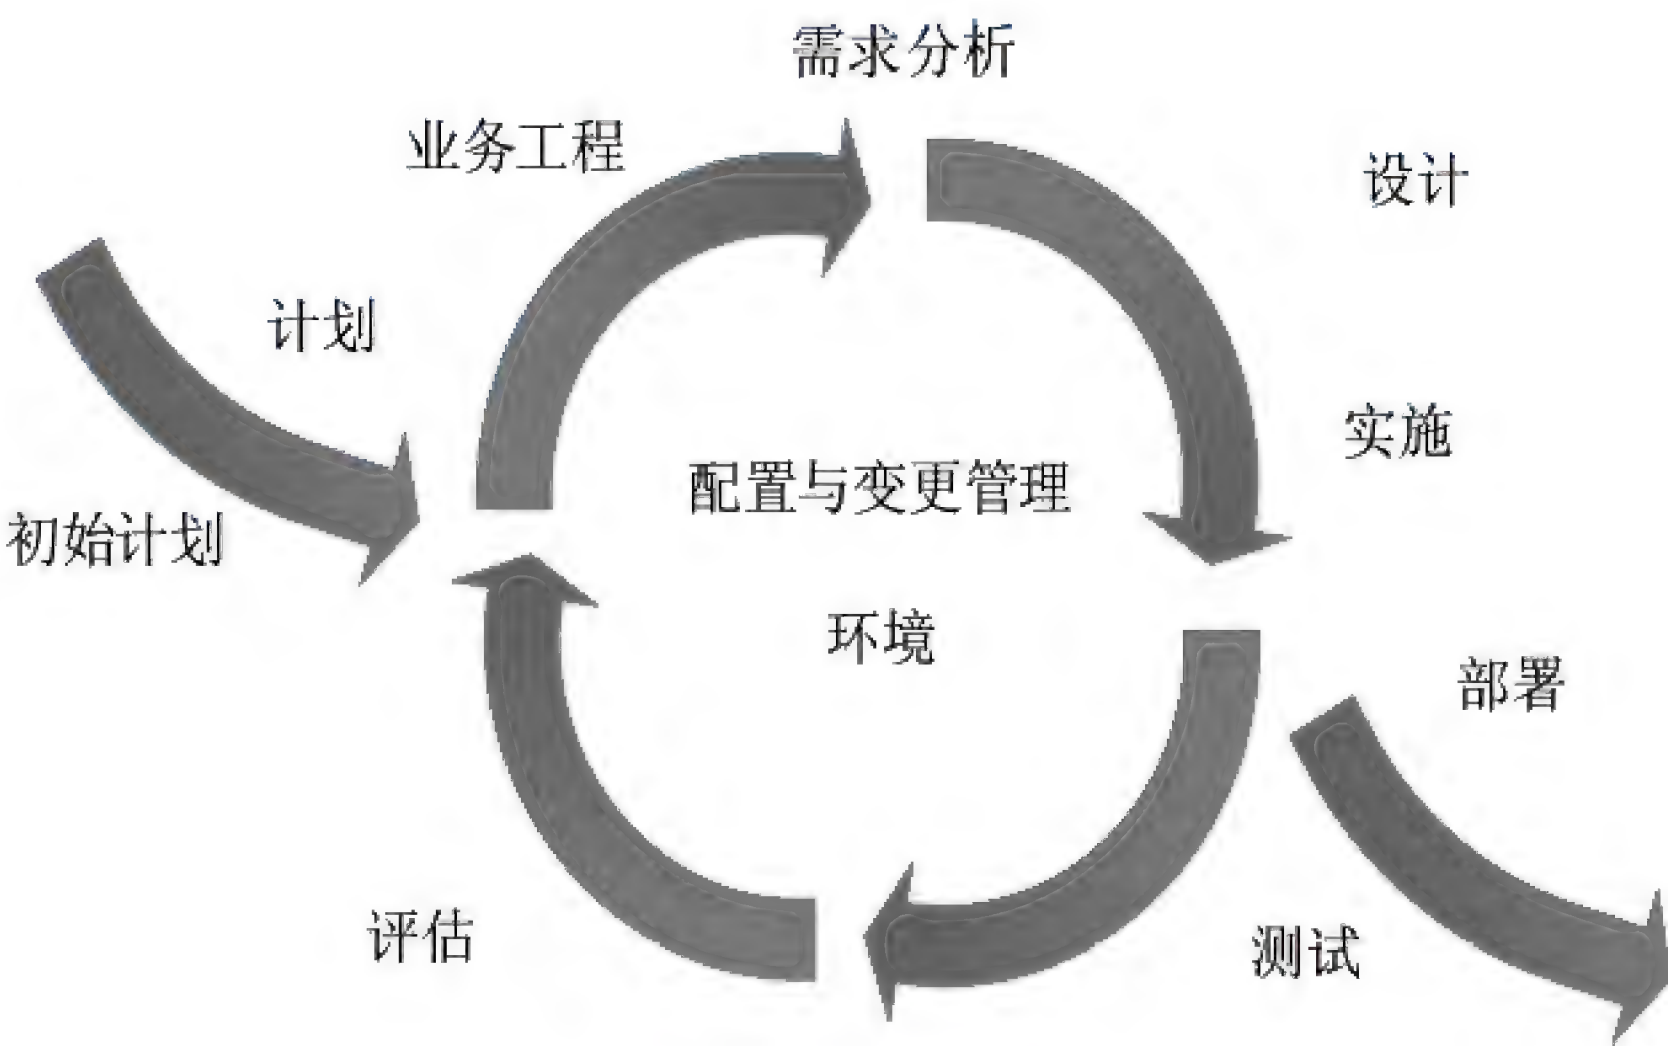 需求分析
业务工程
设计
计划
实施
配置与变更管理
初始计划
环境
部署
评估
测试